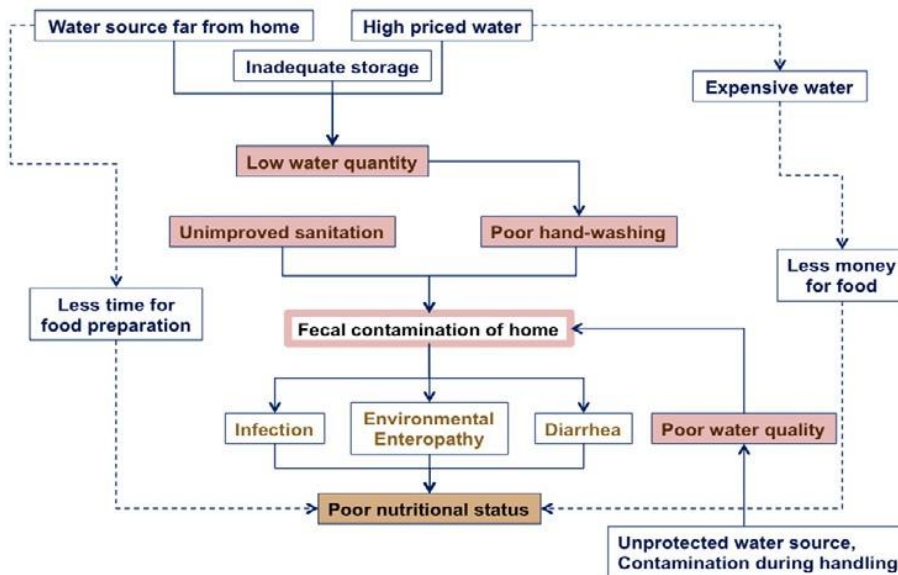 Water source far from home
High priced water
Inadequate storage
Expensive water
Low water quantity
Unimproved sanitation
Poor hand-washing
Less money
for food
Less time for
food preparation
Fecal contamination of home
Infection
Environmental
Enteropathy
Diarrhea
Poor water quality
Poor nutritional status
Unprotected water source,
Contamination during handling